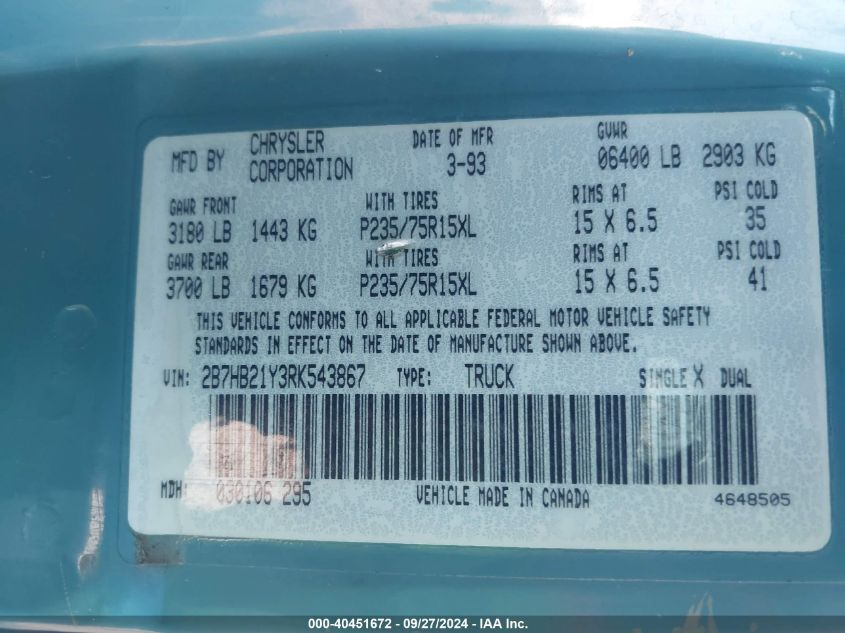 MFD BY CHRYSLER CORPORATION DATE OF MFR 3-93 GVWR 06400 LB 2903 KG
GAWR FRONT WITH TIRES RIMS AT PSI COLD
3180 LB 1443 KG P235/75R15XL 15 X 6.5 35
GAWR REAR WITH TIRES RIMS AT PSI COLD
3700 LB 1679 KG P235/75R15XL 15 X 6.5 41
THIS VEHICLE CONFORMS TO ALL APPLICABLE FEDERAL MOTOR VEHICLE SAFETY
STANDARDS IN EFFECT ON THE DATE OF MANUFACTURE SHOWN ABOVE.
VIN: 2B7HB21Y3RK543867 TYPE: TRUCK SINGLE X DUAL
MDH: 030106 295 VEHICLE MADE IN CANADA 4648505
000-40451672 / 09/27/2024 - IAA Inc.